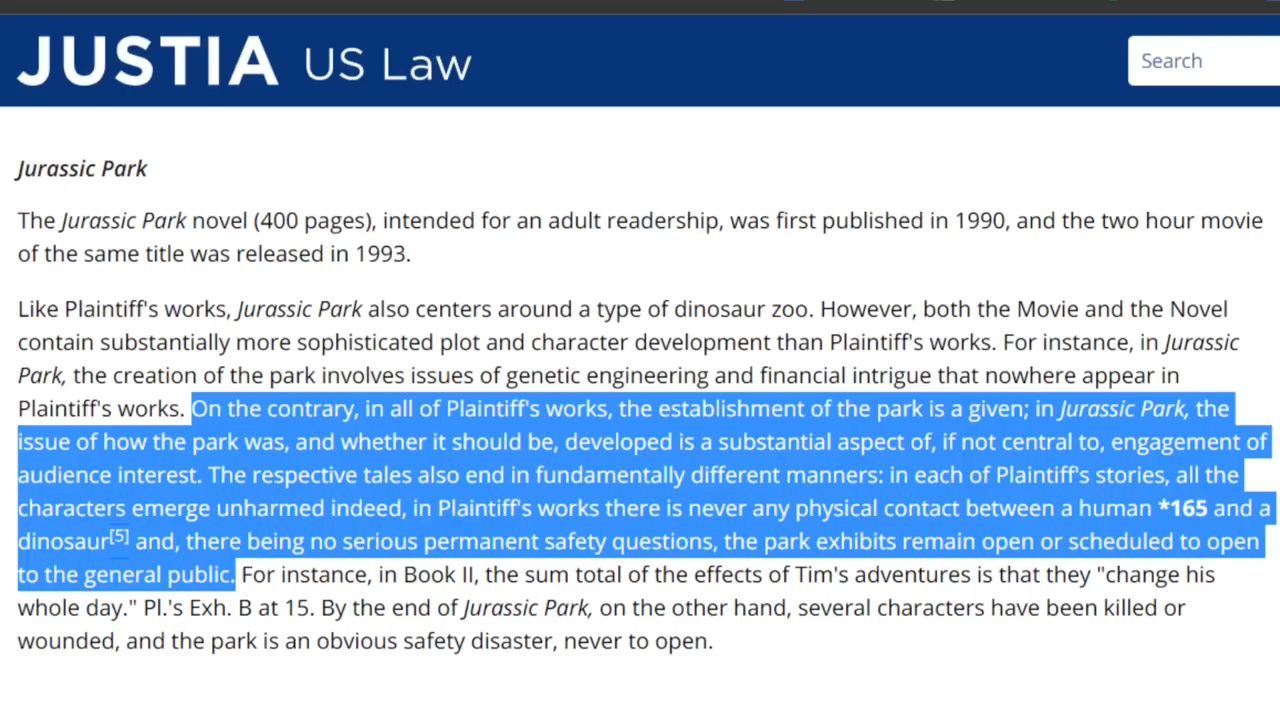 JUSTIA US Law
Search
Jurassic Park
The Jurassic Park novel (400 pages), intended for an adult readership, was first published in 1990, and the two hour movie
of the same title was released in 1993.
Like Plaintiff's works, Jurassic Park also centers around a type of dinosaur zoo. However, both the Movie and the Novel
contain substantially more sophisticated plot and character development than Plaintiff's works. For instance, in Jurassic
Park, the creation of the park involves issues of genetic engineering and financial intrigue that nowhere appear in
Plaintiff's works. On the contrary, in all of Plaintiff's works, the establishment of the park is a given; in Jurassic Park, the
issue of how the park was, and whether it should be, developed is a substantial aspect of, if not central to, engagement of
audience interest. The respective tales also end in fundamentally different manners: in each of Plaintiff's stories, all the
characters emerge unharmed indeed, in Plaintiff's works there is never any physical contact between a human *165 and a
dinosaur[5] and, there being no serious permanent safety questions, the park exhibits remain open or scheduled to open
to the general public. For instance, in Book II, the sum total of the effects of Tim's adventures is that they "change his
whole day." Pl.'s Exh. B at 15. By the end of Jurassic Park, on the other hand, several characters have been killed or
wounded, and the park is an obvious safety disaster, never to open.